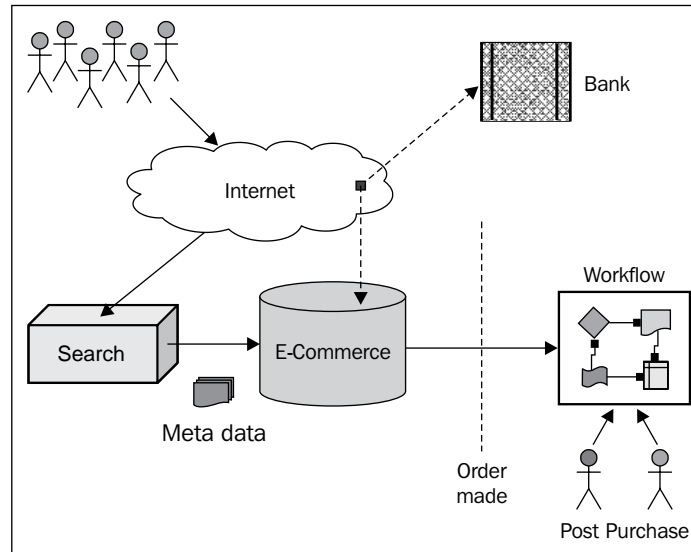 Bank
Internet
Workflow
Search
E-Commerce
Meta data
Order
made
Post Purchase